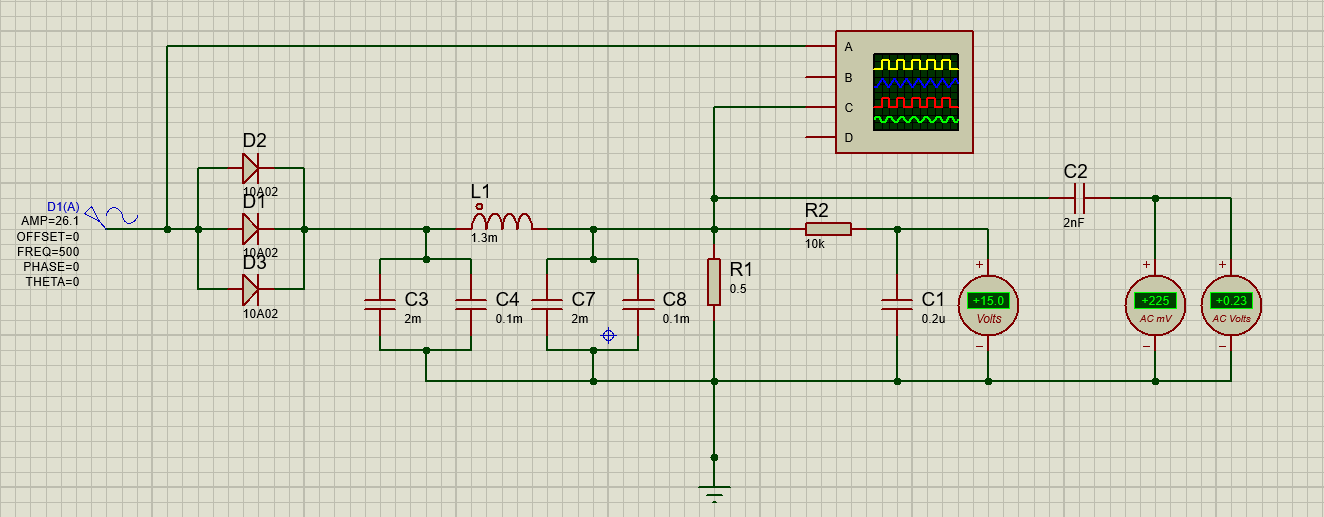 A
B
C
D
D2
10A02
D1
10A02
D3
10A02
D1(A)
AMP=26.1
OFFSET=0
FREQ=500
PHASE=0
THETA=0
L1
1.3m
C3
2m
C4
0.1m
C7
2m
C8
0.1m
R1
0.5
R2
10k
C1
0.2u
+
+15.0
Volts
−
C2
2nF
+
+225
AC mV
−
+
+0.23
AC Volts
−